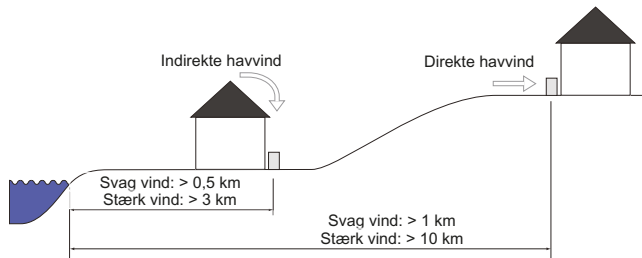 Indirekte havvind
Direkte havvind
Svag vind: > 0,5 km
Stærk vind: > 3 km
Svag vind: > 1 km
Stærk vind: > 10 km